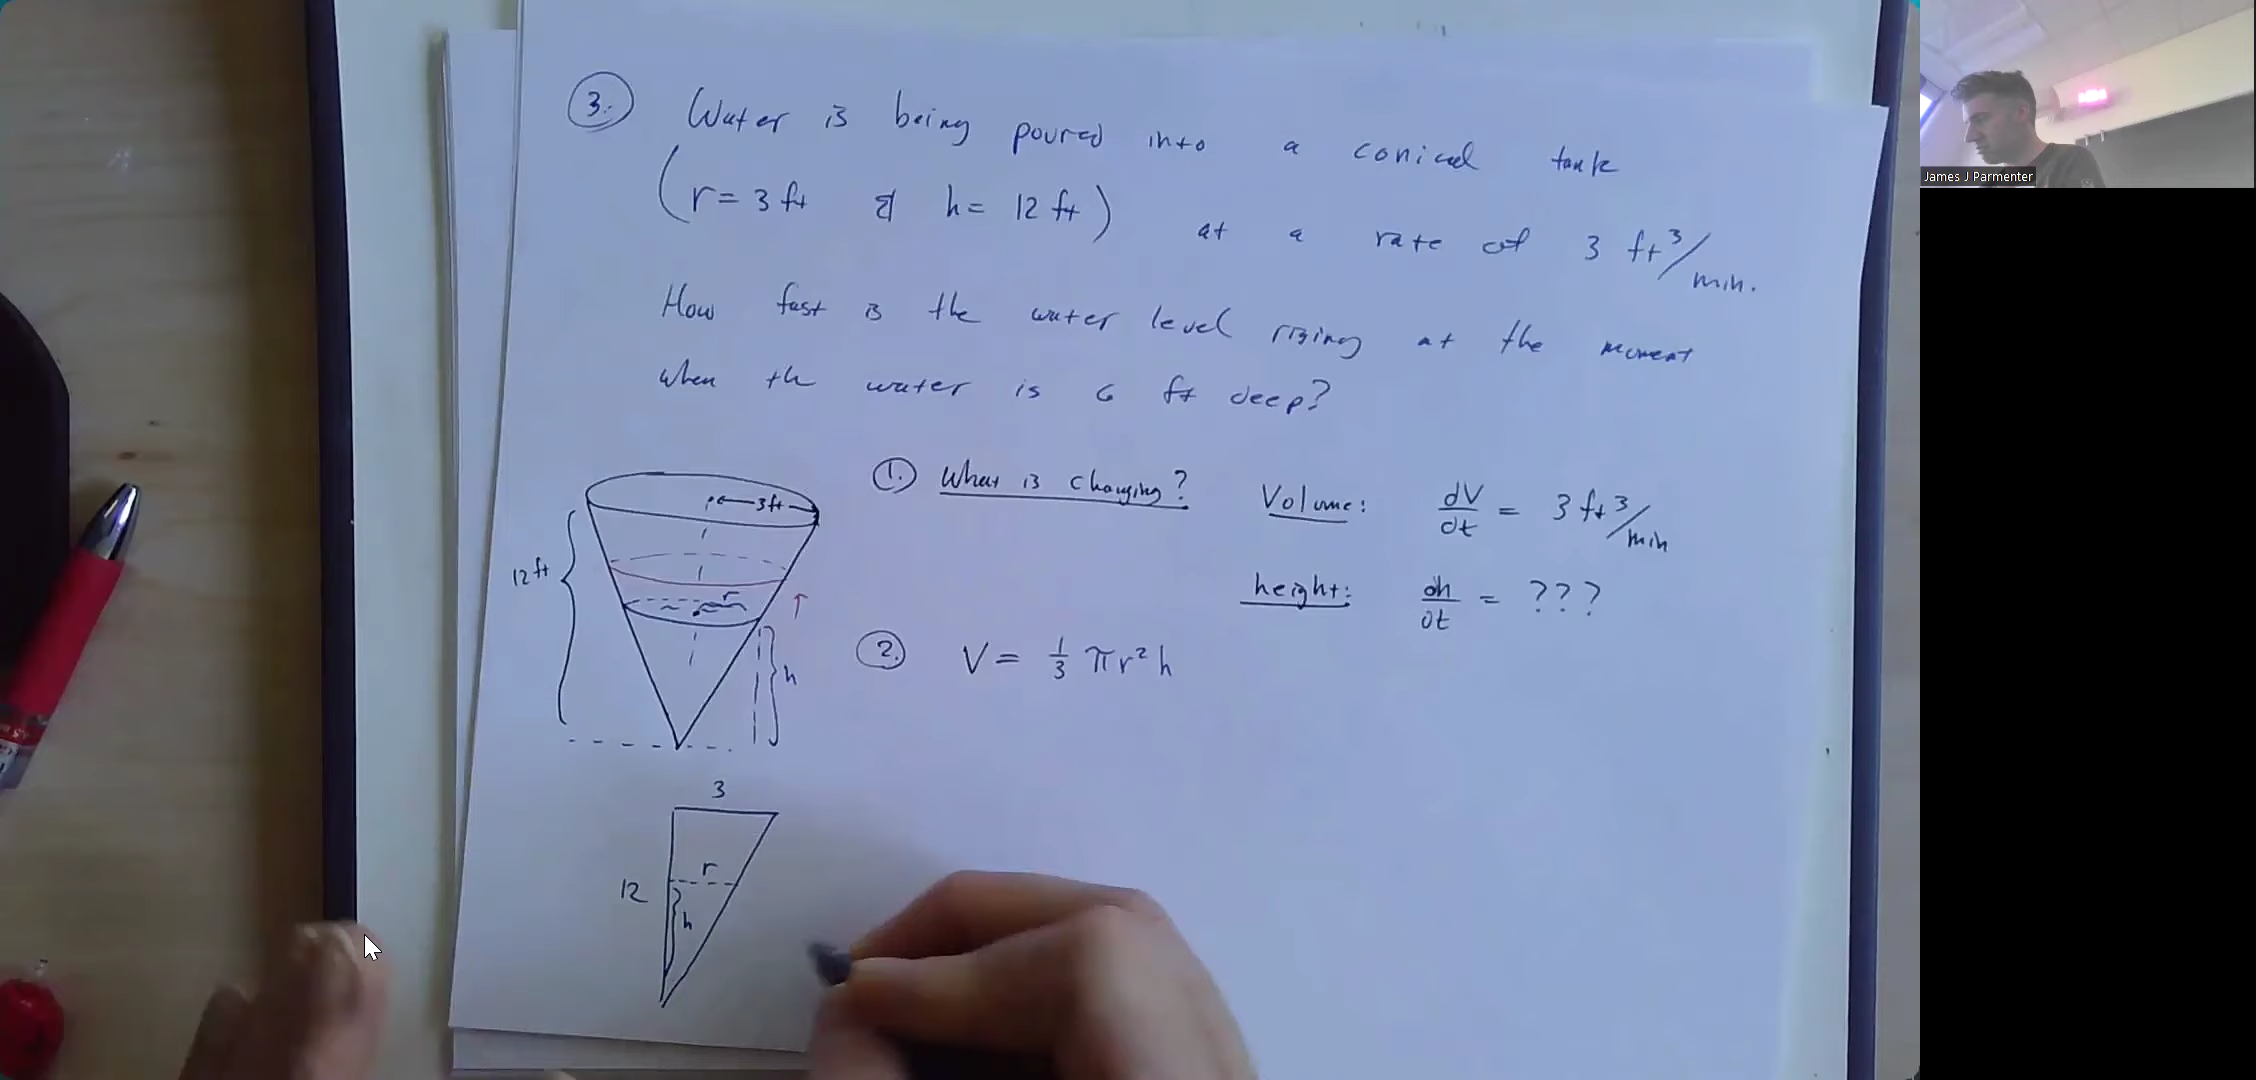 3.
Water is being poured into a conical tank
(r = 3 ft & h = 12 ft) at a rate of 3 ft³/min.
How fast is the water level rising at the moment
when the water is 6 ft deep?
1. What is changing? Volume: dV/dt = 3 ft³/min
height: dh/dt = ???
2. V = 1/3 πr²h
3ft
12 ft
r
h
3
12
r
h
James J Parmenter